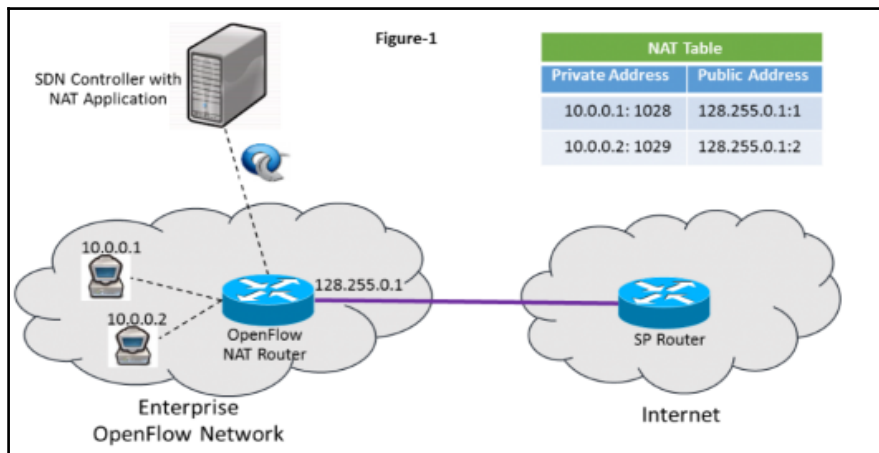 Figure-1
SDN Controller with
NAT Application
NAT Table
Private Address Public Address
10.0.0.1: 1028 128.255.0.1:1
10.0.0.2: 1029 128.255.0.1:2
10.0.0.1
10.0.0.2
128.255.0.1
OpenFlow
NAT Router
SP Router
Enterprise
OpenFlow Network
Internet